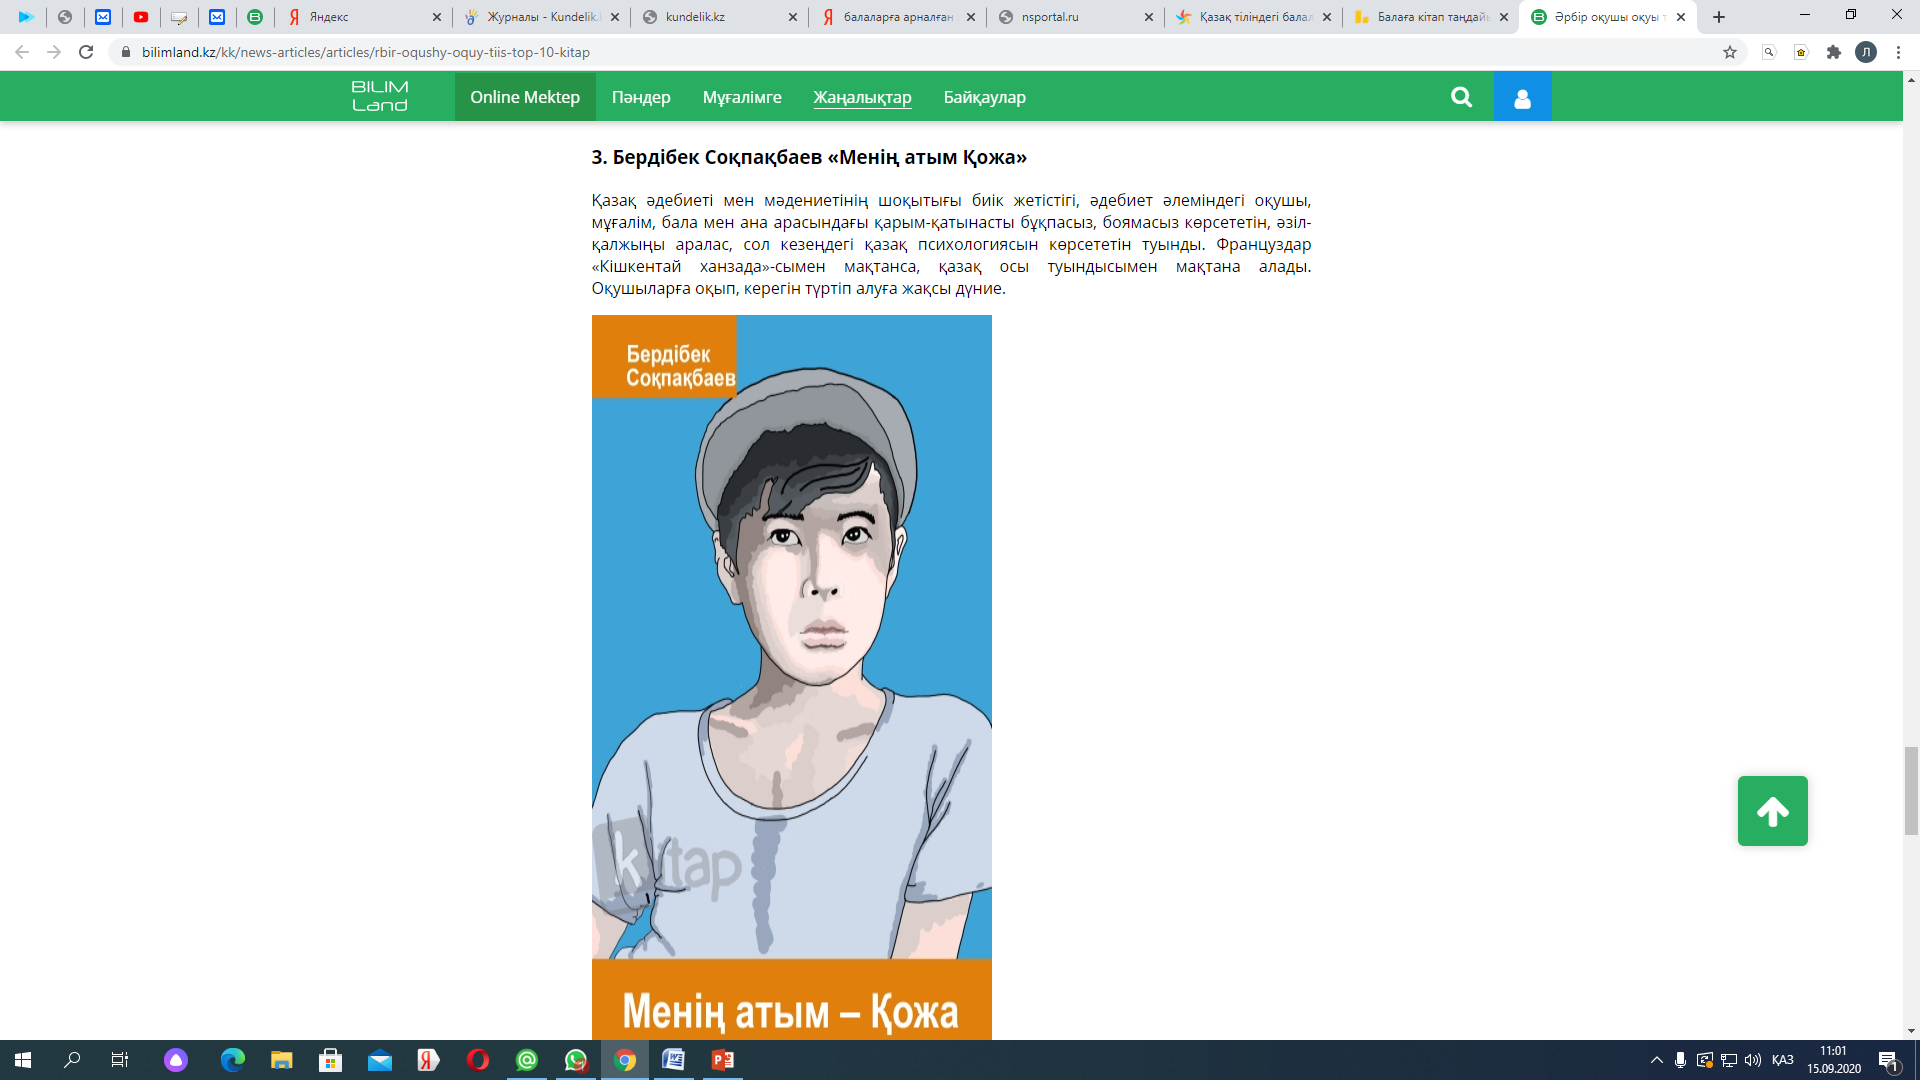 Яндекс
Журналы - Kundelik.
kundelik.kz
балаларға арналған
nsportal.ru
Қазақ тіліндегі балал
Балаға кітап таңдай
Әрбір оқушы оқуы т
bilimland.kz/kk/news-articles/articles/rbir-oqushy-oquy-tiis-top-10-kitap
Л
BILIM
Land
Online Mektep
Пәндер
Мұғалімге
Жаңалықтар
Байқаулар
3. Бердібек Соқпақбаев «Менің атым Қожа»
Қазақ әдебиеті мен мәдениетінің шоқытығы биік жетістігі, әдебиет әлеміндегі оқушы,
мұғалім, бала мен ана арасындағы қарым-қатынасты бұқпасыз, боямасыз көрсететін, әзіл-
қалжыңы аралас, сол кезеңдегі қазақ психологиясын көрсететін туынды. Француздар
«Кішкентай ханзада»-сымен мақтанса, қазақ осы туындысымен мақтана алады.
Оқушыларға оқып, керегін түртіп алуға жақсы дүние.
Бердібек
Соқпақбаев
kitap
Менің атым – Қожа
ҚАЗ
11:01
15.09.2020
1